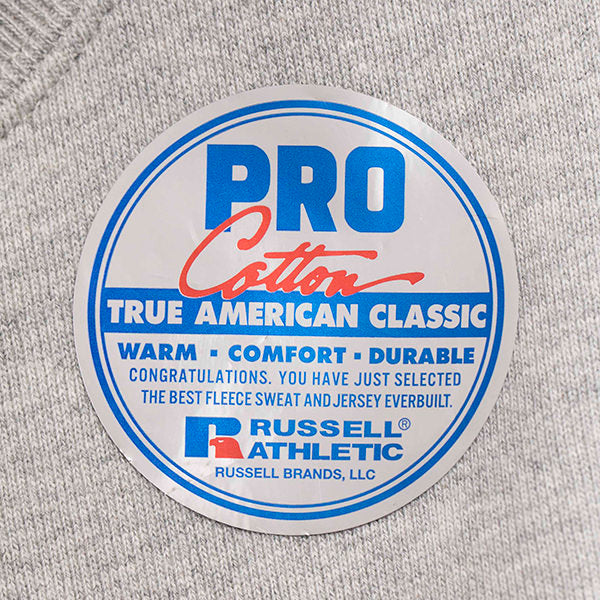 PRO
Cotton
TRUE AMERICAN CLASSIC
WARM ▪ COMFORT ▪ DURABLE
CONGRATULATIONS. YOU HAVE JUST SELECTED
THE BEST FLEECE SWEAT AND JERSEY EVERBUILT.
R RUSSELL®
ATHLETIC
RUSSELL BRANDS, LLC